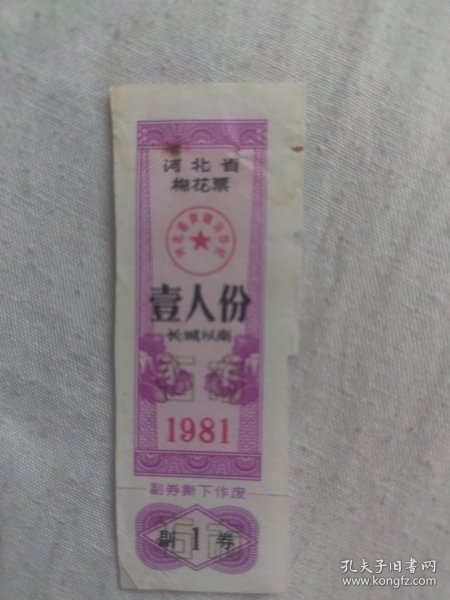 河北省
棉花票
壹人份
长城以南
1981
副券撕下作废
副 1 券
孔夫子旧书网
www.kongfz.com